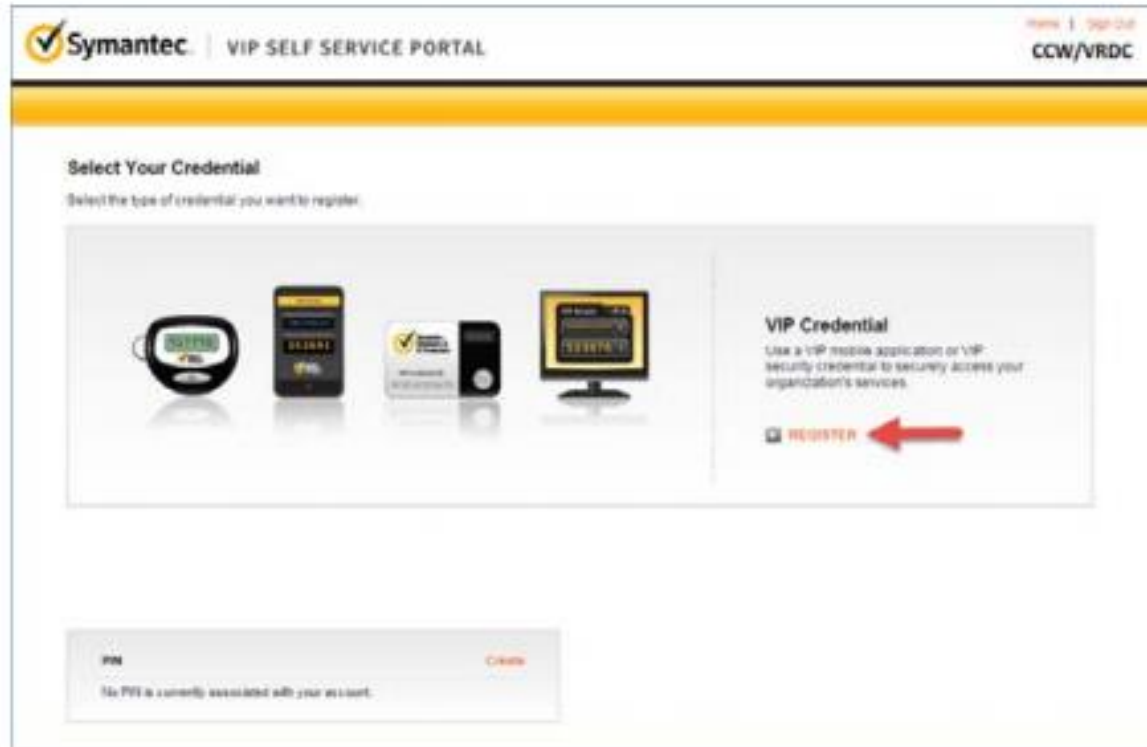 Home | Sign Out
Symantec. | VIP SELF SERVICE PORTAL
CCW/VRDC
Select Your Credential
Select the type of credential you want to register.
VIP Credential
Use a VIP mobile application or VIP
security credential to securely access your
organization's services.
REGISTER
PIN
Create
No PIN is currently associated with your account.